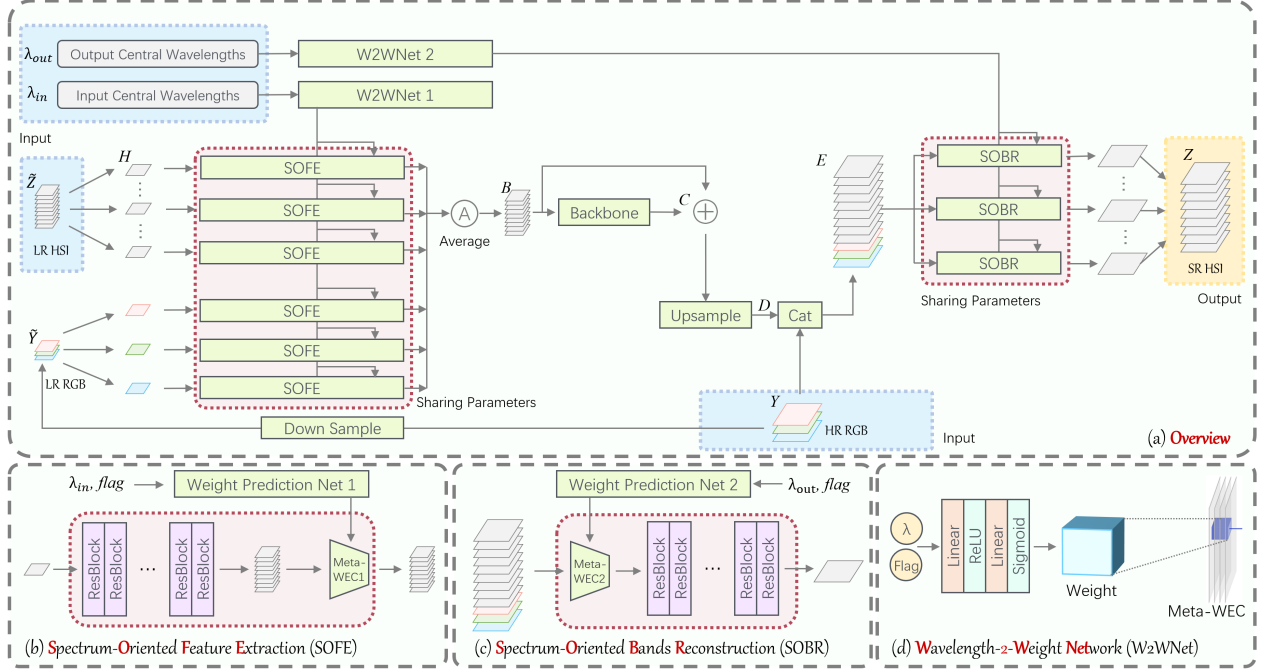 λout Output Central Wavelengths W2WNet 2
λin Input Central Wavelengths W2WNet 1
Input
Z̃
LR HSI
H
SOFE
SOFE
SOFE
SOFE
SOFE
SOFE
Sharing Parameters
Ỹ
LR RGB
Down Sample
A
Average
B
Backbone
C
Upsample
D
Cat
Y
HR RGB
Input
E
SOBR
SOBR
SOBR
Sharing Parameters
Z
SR HSI
Output
(a) Overview
λin, flag
Weight Prediction Net 1
ResBlock
ResBlock
...
ResBlock
ResBlock
Meta-
WEC1
(b) Spectrum-Oriented Feature Extraction (SOFE)
Weight Prediction Net 2
λout, flag
Meta-
WEC2
ResBlock
ResBlock
...
ResBlock
ResBlock
(c) Spectrum-Oriented Bands Reconstruction (SOBR)
λ
Flag
Linear
ReLU
Linear
Sigmoid
Weight
Meta-WEC
(d) Wavelength-2-Weight Network (W2WNet)